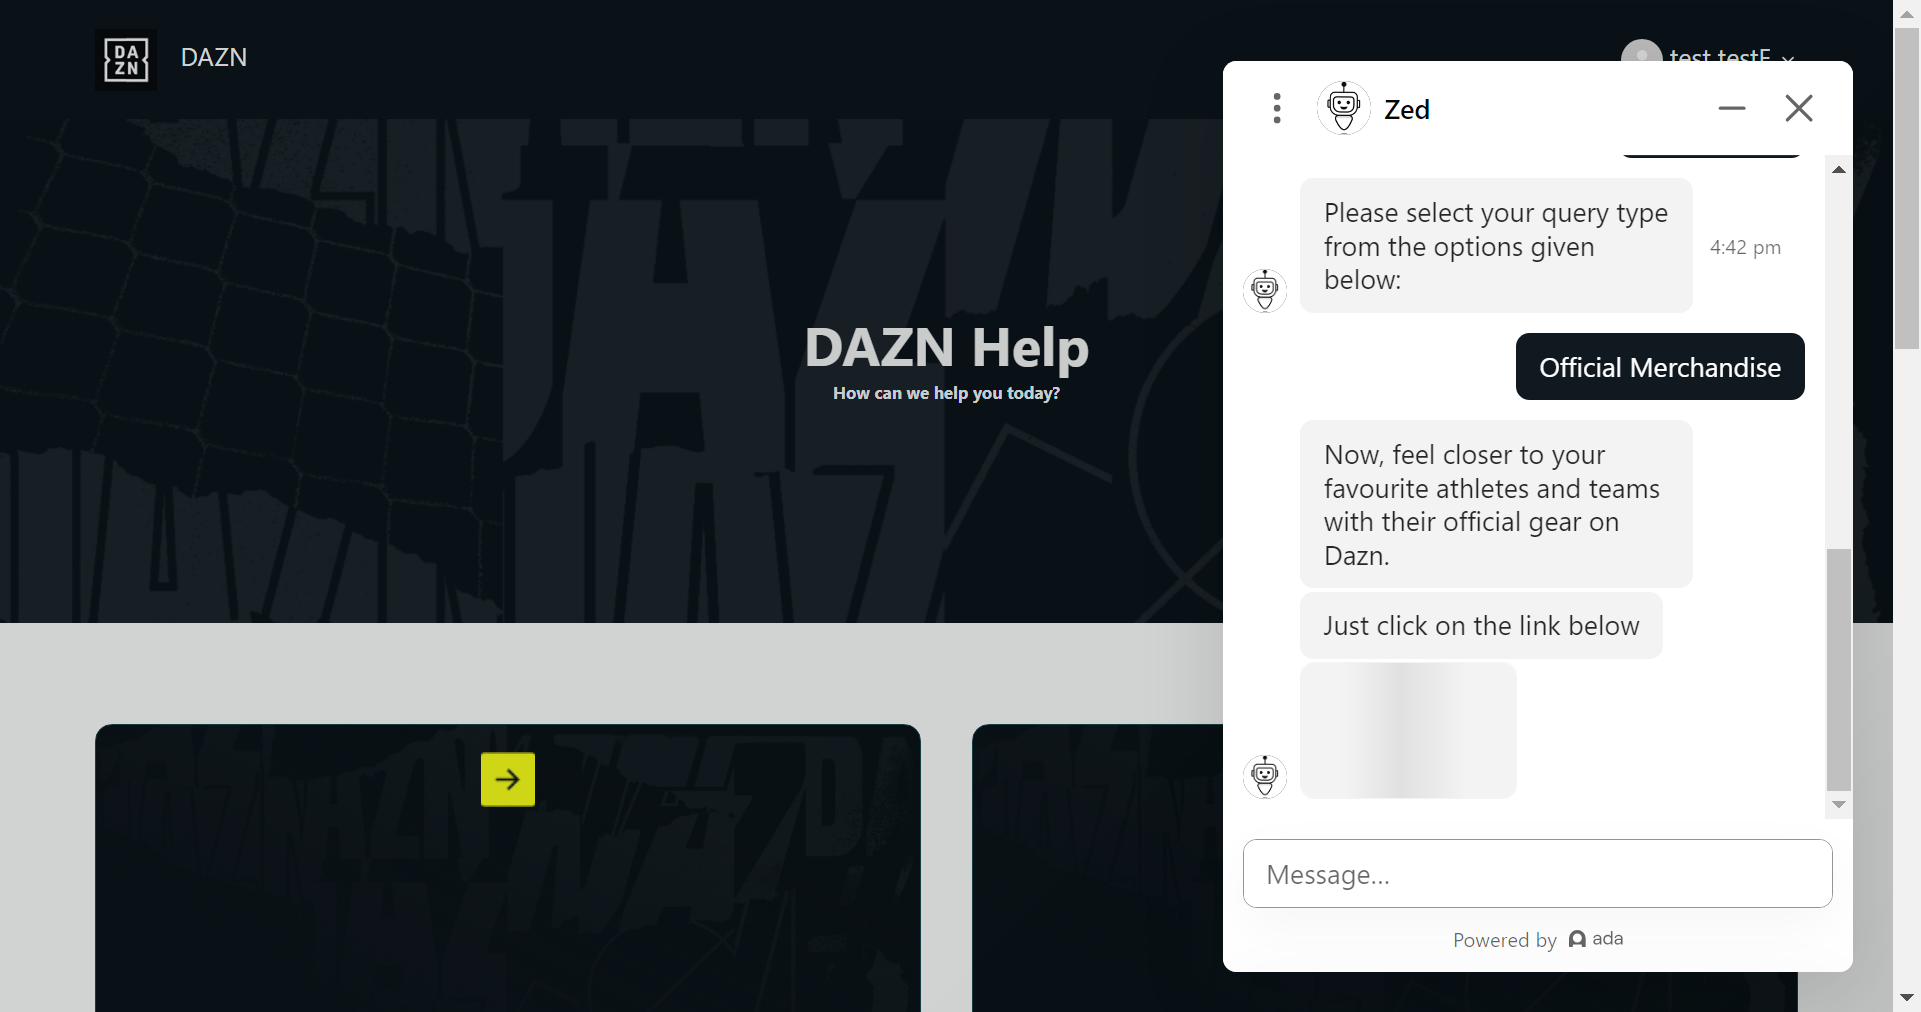 DA
ZN
DAZN
test testF
Zed
Please select your query type
from the options given
below:
4:42 pm
Official Merchandise
Now, feel closer to your
favourite athletes and teams
with their official gear on
Dazn.
Just click on the link below
DAZN Help
How can we help you today?
Message...
Powered by ada